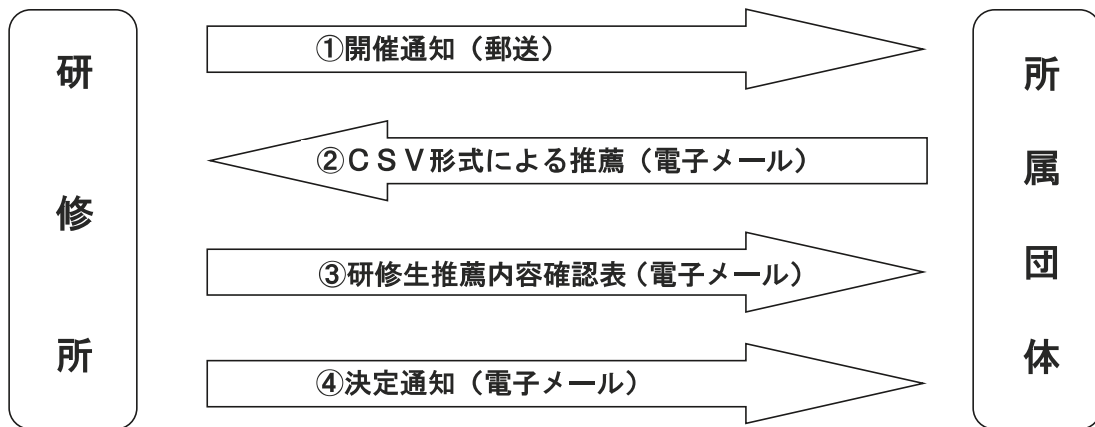 研修所
①開催通知（郵送）
②ＣＳＶ形式による推薦（電子メール）
③研修生推薦内容確認表（電子メール）
④決定通知（電子メール）
所属団体